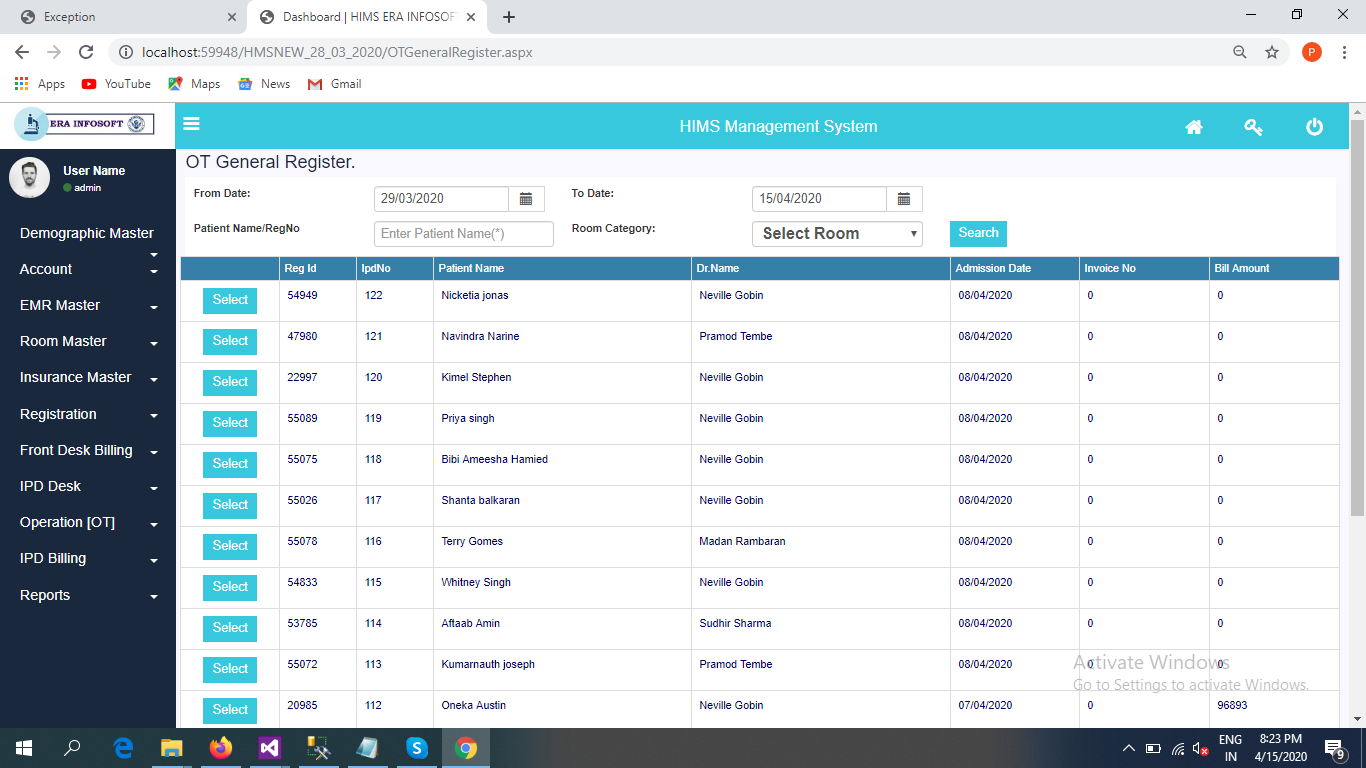 Exception
Dashboard | HIMS ERA INFOSOF
localhost:59948/HMSNEW_28_03_2020/OTGeneralRegister.aspx
P
Apps YouTube Maps News Gmail
ERA INFOSOFT
HIMS Management System
User Name
admin
Demographic Master
Account
EMR Master
Room Master
Insurance Master
Registration
Front Desk Billing
IPD Desk
Operation [OT]
IPD Billing
Reports
OT General Register.
From Date: 29/03/2020 To Date: 15/04/2020
Patient Name/RegNo Enter Patient Name(*) Room Category: Select Room Search
Reg Id IpdNo Patient Name Dr.Name Admission Date Invoice No Bill Amount
Select 54949 122 Nicketia jonas Neville Gobin 08/04/2020 0 0
Select 47980 121 Navindra Narine Pramod Tembe 08/04/2020 0 0
Select 22997 120 Kimel Stephen Neville Gobin 08/04/2020 0 0
Select 55089 119 Priya singh Neville Gobin 08/04/2020 0 0
Select 55075 118 Bibi Ameesha Hamied Neville Gobin 08/04/2020 0 0
Select 55026 117 Shanta balkaran Neville Gobin 08/04/2020 0 0
Select 55078 116 Terry Gomes Madan Rambaran 08/04/2020 0 0
Select 54833 115 Whitney Singh Neville Gobin 08/04/2020 0 0
Select 53785 114 Aftaab Amin Sudhir Sharma 08/04/2020 0 0
Select 55072 113 Kumarnauth joseph Pramod Tembe 08/04/2020 0 0
Select 20985 112 Oneka Austin Neville Gobin 07/04/2020 0 96893
Activate Windows
Go to Settings to activate Windows.
ENG
IN
8:23 PM
4/15/2020
9